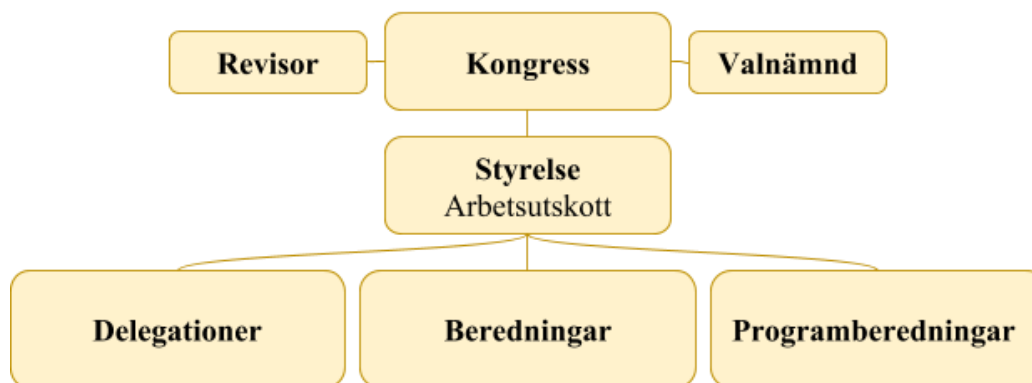 Revisor
Kongress
Valnämnd
Styrelse
Arbetsutskott
Delegationer
Beredningar
Programberedningar